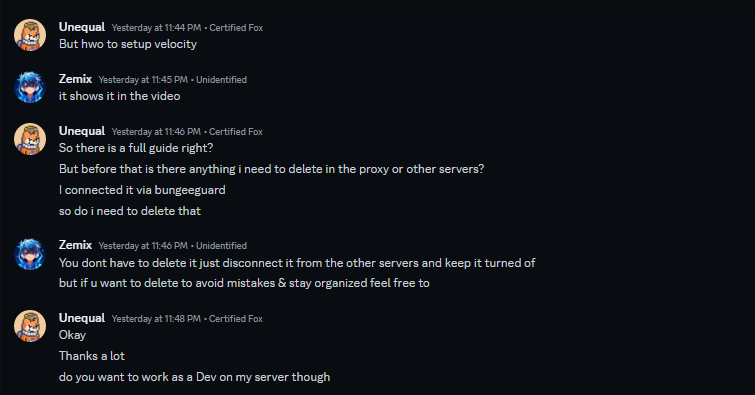 Unequal Yesterday at 11:44 PM • Certified Fox
But hwo to setup velocity
Zemix Yesterday at 11:45 PM • Unidentified
it shows it in the video
Unequal Yesterday at 11:46 PM • Certified Fox
So there is a full guide right?
But before that is there anything i need to delete in the proxy or other servers?
I connected it via bungeeguard
so do i need to delete that
Zemix Yesterday at 11:46 PM • Unidentified
You dont have to delete it just disconnect it from the other servers and keep it turned of
but if u want to delete to avoid mistakes & stay organized feel free to
Unequal Yesterday at 11:48 PM • Certified Fox
Okay
Thanks a lot
do you want to work as a Dev on my server though